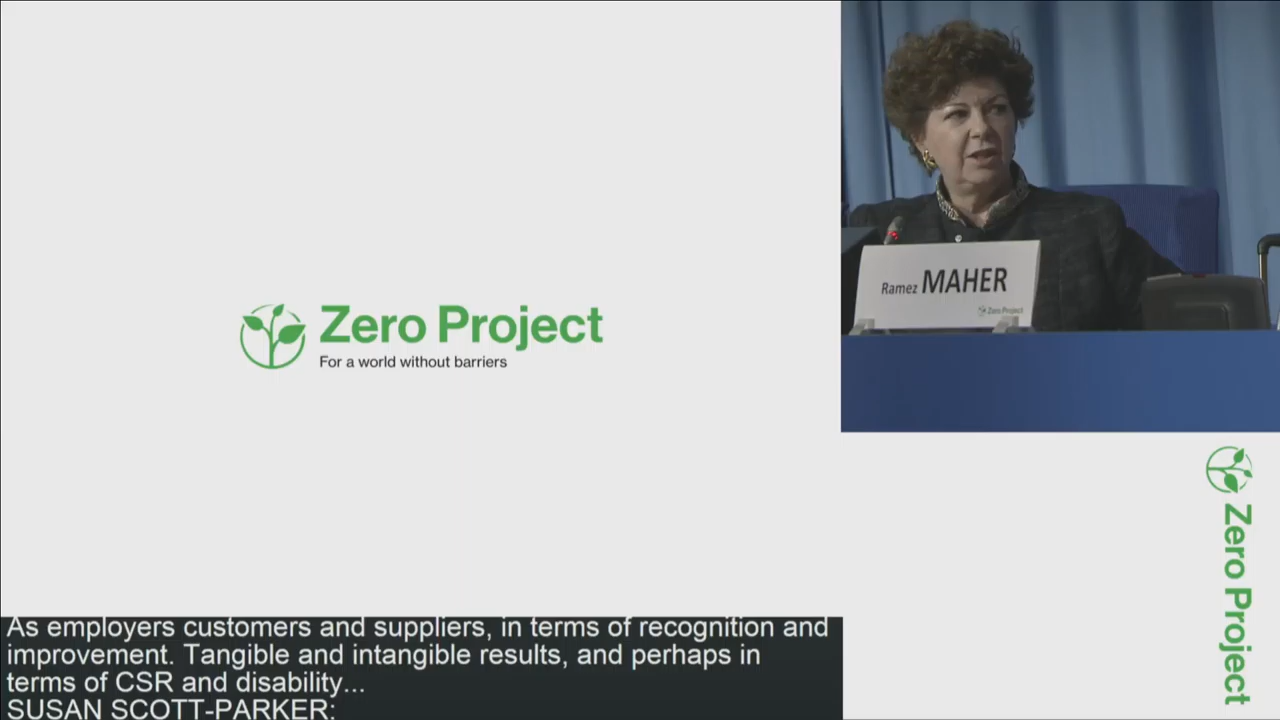 Zero Project
For a world without barriers
Ramez MAHER
Zero Project
Zero Project
As employers customers and suppliers, in terms of recognition and
improvement. Tangible and intangible results, and perhaps in
terms of CSR and disability...
SUSAN SCOTT-PARKER: